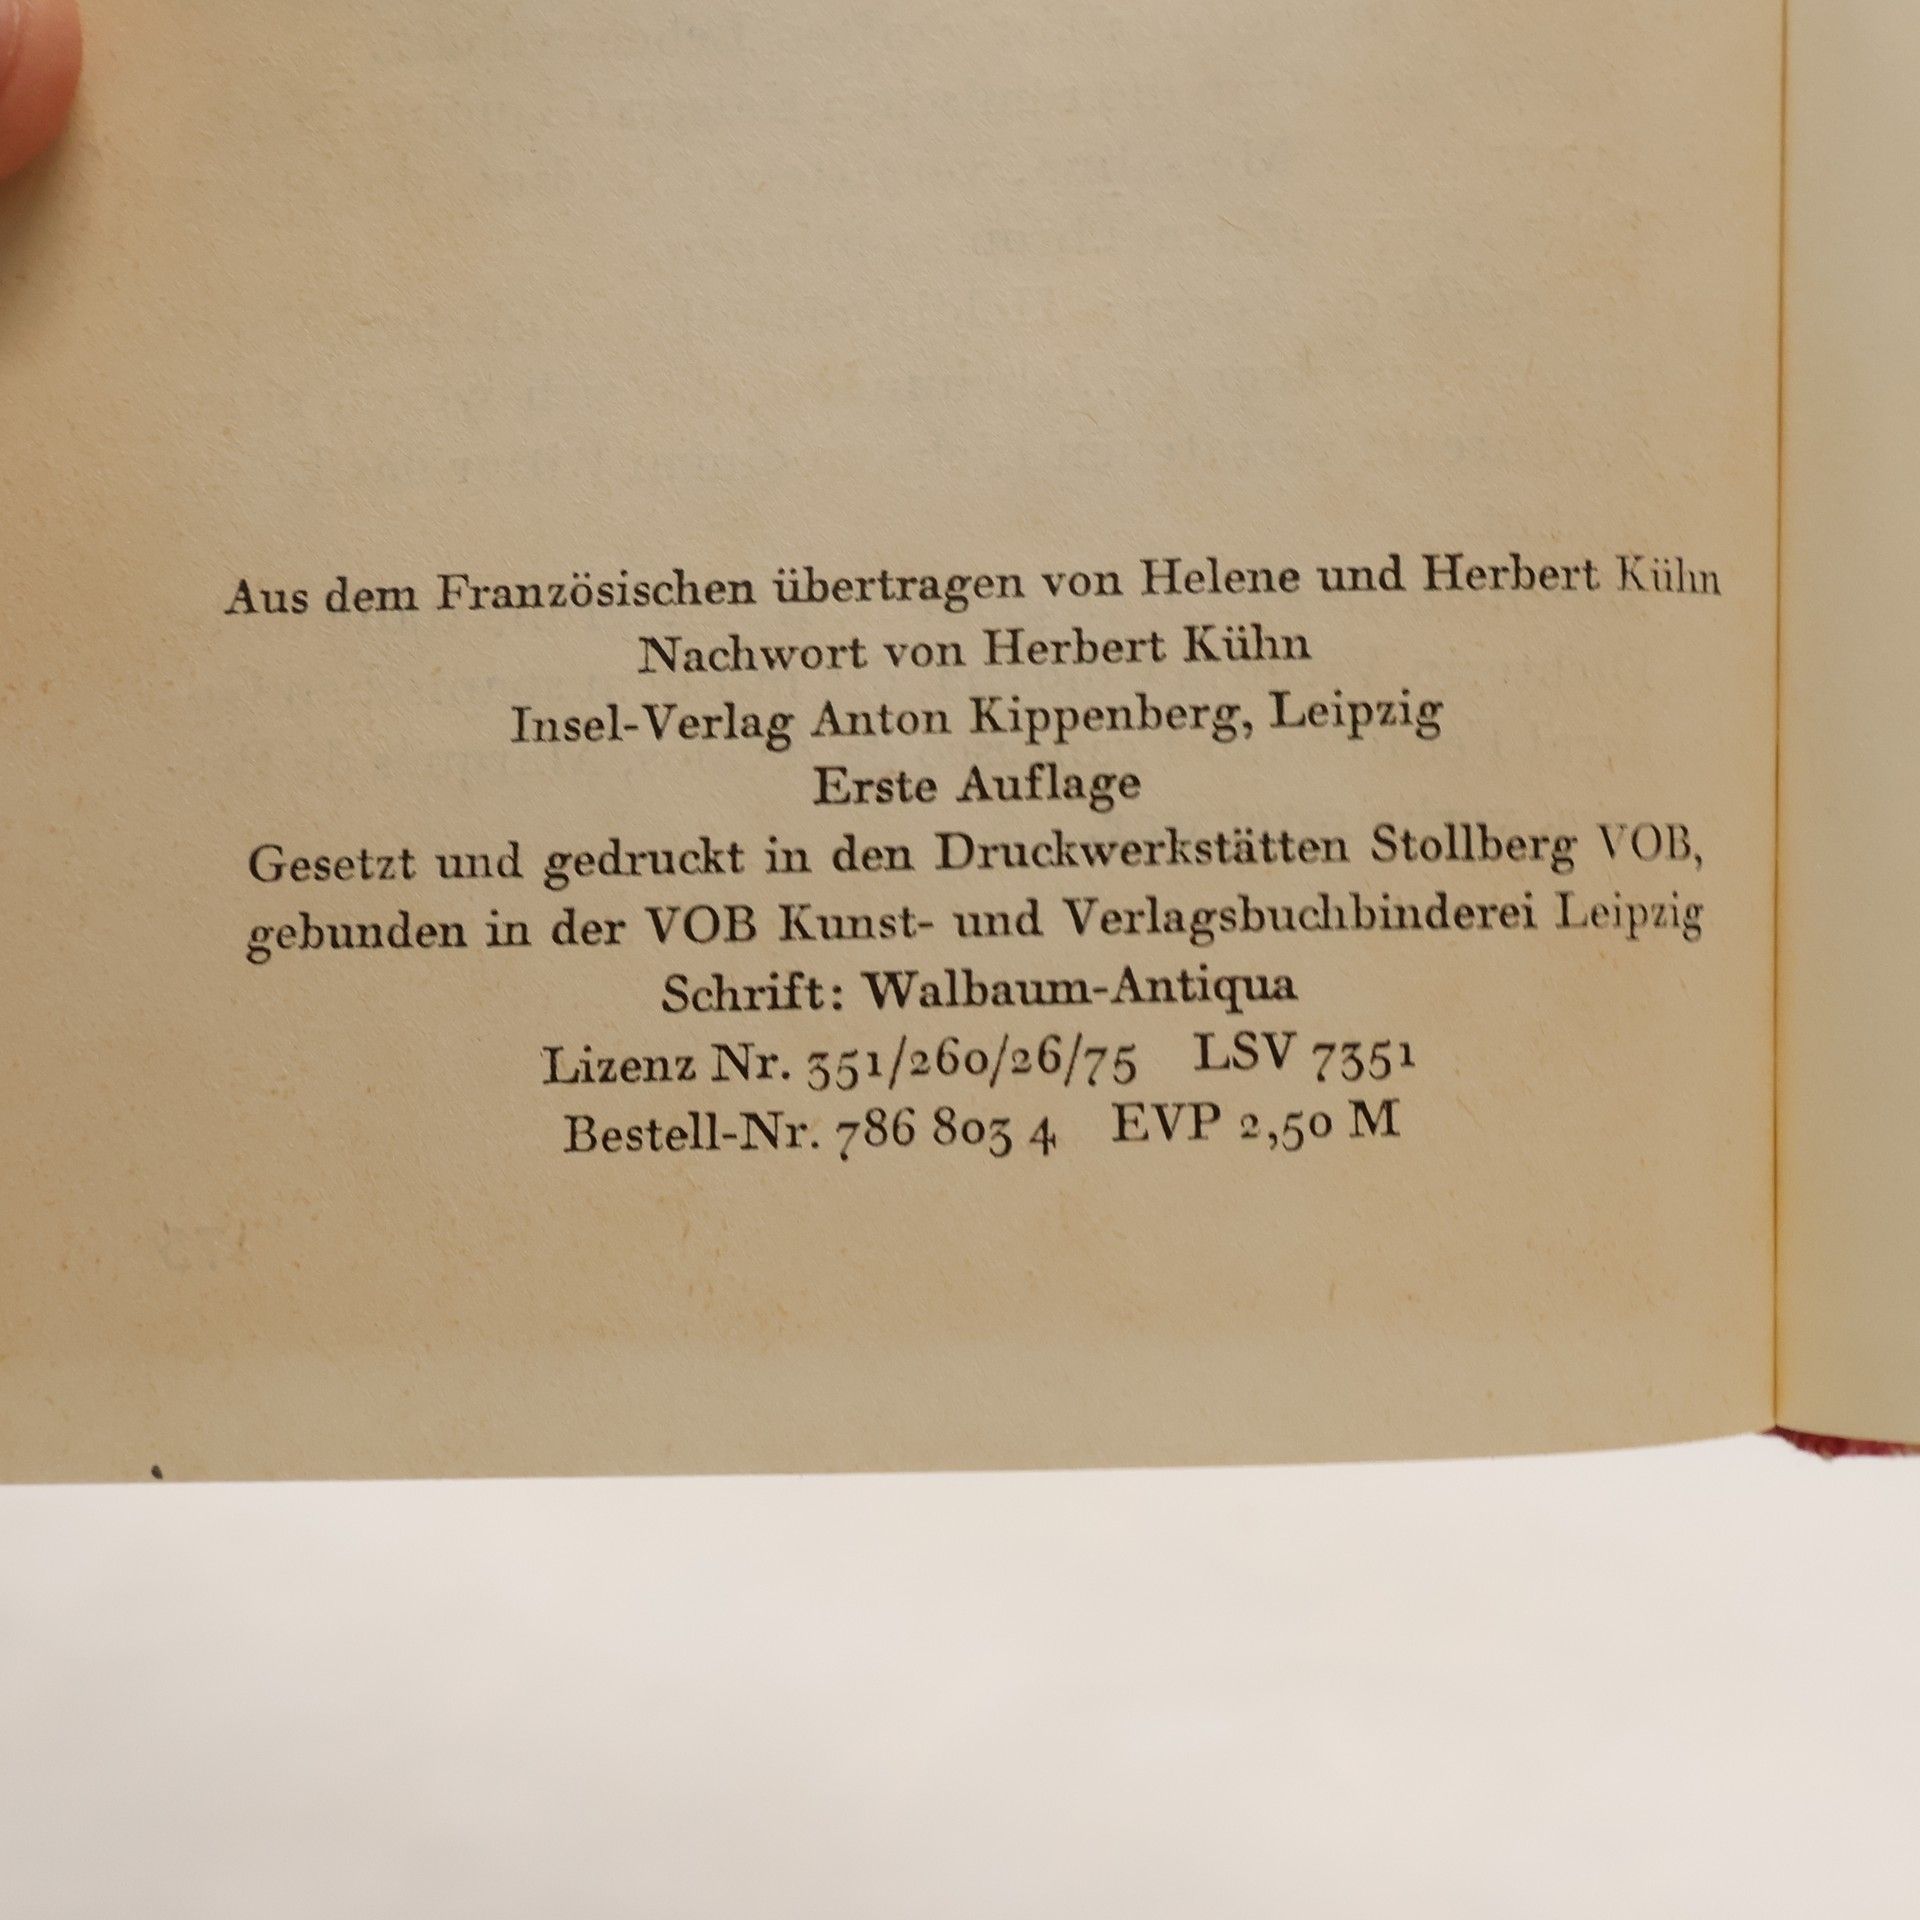 Aus dem Französischen übertragen von Helene und Herbert Kühn
Nachwort von Herbert Kühn
Insel-Verlag Anton Kippenberg, Leipzig
Erste Auflage
Gesetzt und gedruckt in den Druckwerkstätten Stollberg VOB,
gebunden in der VOB Kunst- und Verlagsbuchbinderei Leipzig
Schrift: Walbaum-Antiqua
Lizenz Nr. 351/260/26/75 LSV 7351
Bestell-Nr. 786 803 4 EVP 2,50 M